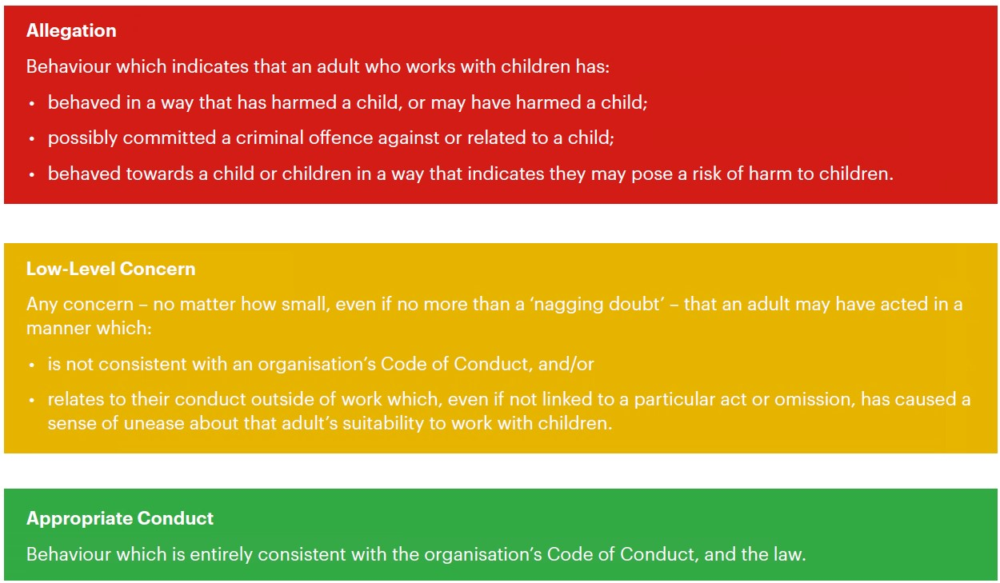 Allegation
Behaviour which indicates that an adult who works with children has:
• behaved in a way that has harmed a child, or may have harmed a child;
• possibly committed a criminal offence against or related to a child;
• behaved towards a child or children in a way that indicates they may pose a risk of harm to children.
Low-Level Concern
Any concern – no matter how small, even if no more than a ‘nagging doubt’ – that an adult may have acted in a
manner which:
• is not consistent with an organisation’s Code of Conduct, and/or
• relates to their conduct outside of work which, even if not linked to a particular act or omission, has caused a
sense of unease about that adult’s suitability to work with children.
Appropriate Conduct
Behaviour which is entirely consistent with the organisation’s Code of Conduct, and the law.